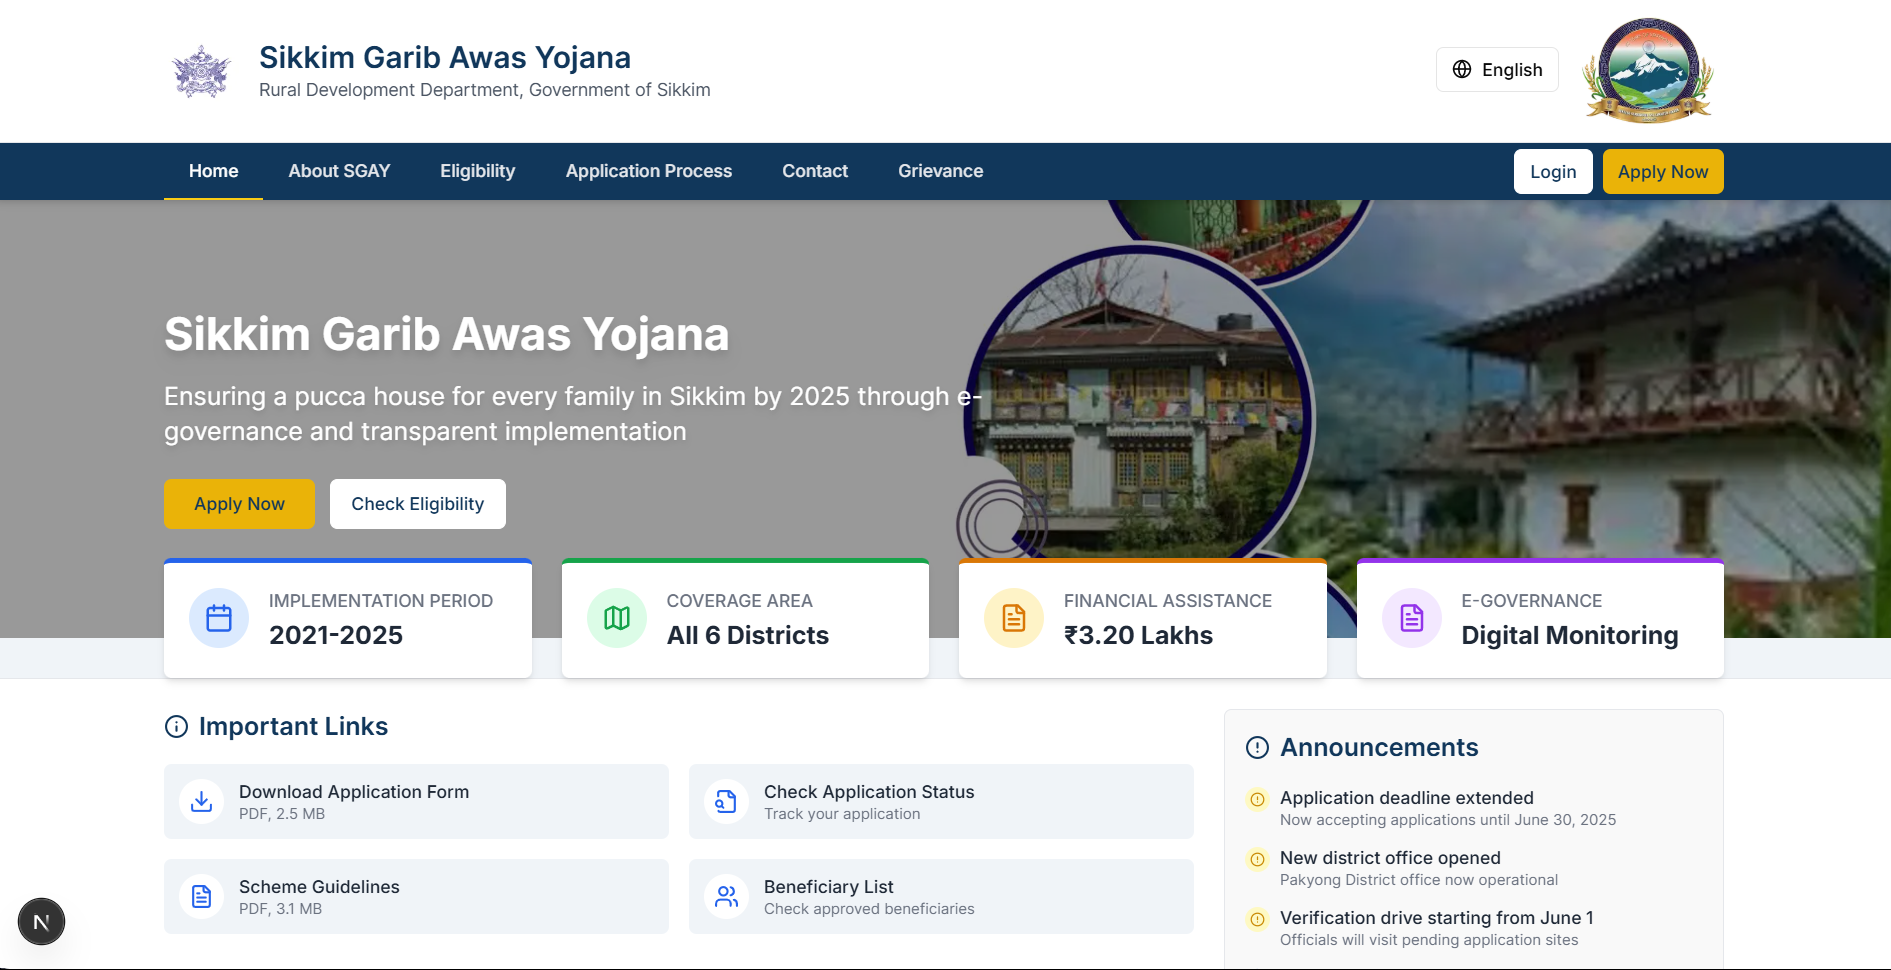 Sikkim Garib Awas Yojana
Rural Development Department, Government of Sikkim
English
Home
About SGAY
Eligibility
Application Process
Contact
Grievance
Login
Apply Now
Sikkim Garib Awas Yojana
Ensuring a pucca house for every family in Sikkim by 2025 through e-
governance and transparent implementation
Apply Now
Check Eligibility
IMPLEMENTATION PERIOD
2021-2025
COVERAGE AREA
All 6 Districts
FINANCIAL ASSISTANCE
₹3.20 Lakhs
E-GOVERNANCE
Digital Monitoring
Important Links
Download Application Form
PDF, 2.5 MB
Check Application Status
Track your application
Scheme Guidelines
PDF, 3.1 MB
Beneficiary List
Check approved beneficiaries
Announcements
Application deadline extended
Now accepting applications until June 30, 2025
New district office opened
Pakyong District office now operational
Verification drive starting from June 1
Officials will visit pending application sites
N